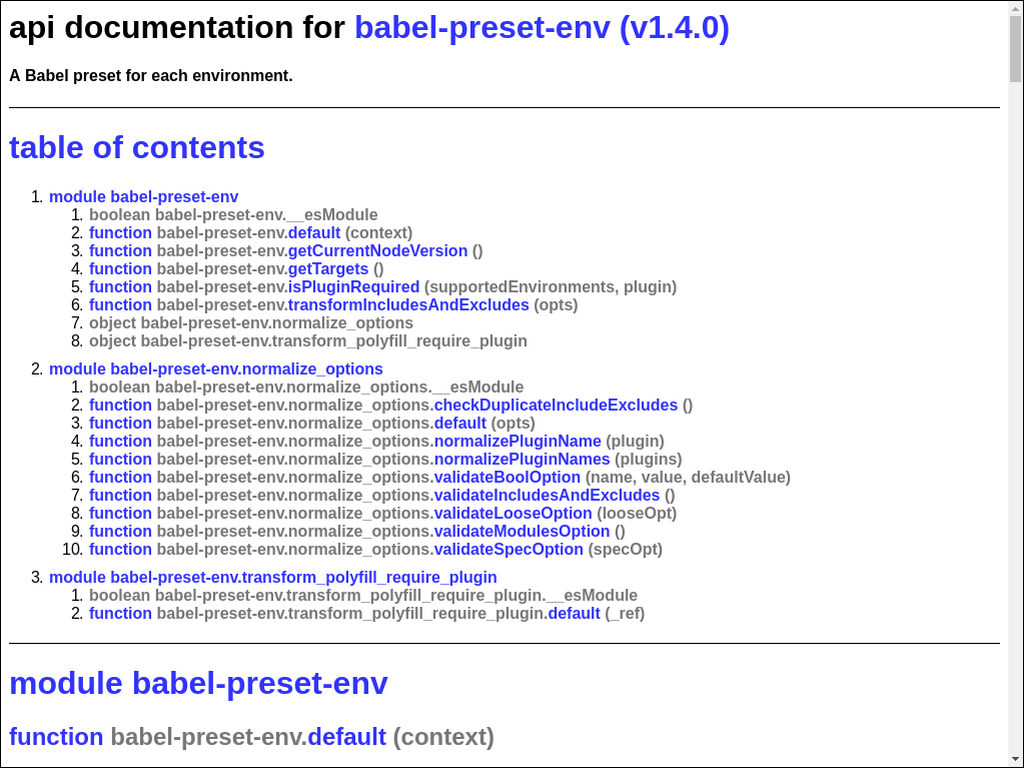 api documentation for babel-preset-env (v1.4.0)
A Babel preset for each environment.
table of contents
1. module babel-preset-env
1. boolean babel-preset-env.__esModule
2. function babel-preset-env.default (context)
3. function babel-preset-env.getCurrentNodeVersion ()
4. function babel-preset-env.getTargets ()
5. function babel-preset-env.isPluginRequired (supportedEnvironments, plugin)
6. function babel-preset-env.transformIncludesAndExcludes (opts)
7. object babel-preset-env.normalize_options
8. object babel-preset-env.transform_polyfill_require_plugin
2. module babel-preset-env.normalize_options
1. boolean babel-preset-env.normalize_options.__esModule
2. function babel-preset-env.normalize_options.checkDuplicateIncludeExcludes ()
3. function babel-preset-env.normalize_options.default (opts)
4. function babel-preset-env.normalize_options.normalizePluginName (plugin)
5. function babel-preset-env.normalize_options.normalizePluginNames (plugins)
6. function babel-preset-env.normalize_options.validateBoolOption (name, value, defaultValue)
7. function babel-preset-env.normalize_options.validateIncludesAndExcludes ()
8. function babel-preset-env.normalize_options.validateLooseOption (looseOpt)
9. function babel-preset-env.normalize_options.validateModulesOption ()
10. function babel-preset-env.normalize_options.validateSpecOption (specOpt)
3. module babel-preset-env.transform_polyfill_require_plugin
1. boolean babel-preset-env.transform_polyfill_require_plugin.__esModule
2. function babel-preset-env.transform_polyfill_require_plugin.default (_ref)
module babel-preset-env
function babel-preset-env.default (context)